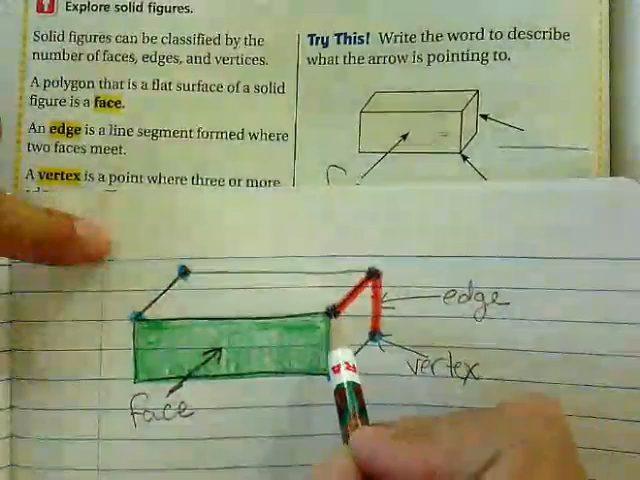 Explore solid figures.
Solid figures can be classified by the
number of faces, edges, and vertices.
A polygon that is a flat surface of a solid
figure is a face.
An edge is a line segment formed where
two faces meet.
A vertex is a point where three or more
Try This! Write the word to describe
what the arrow is pointing to.
edge
vertex
face